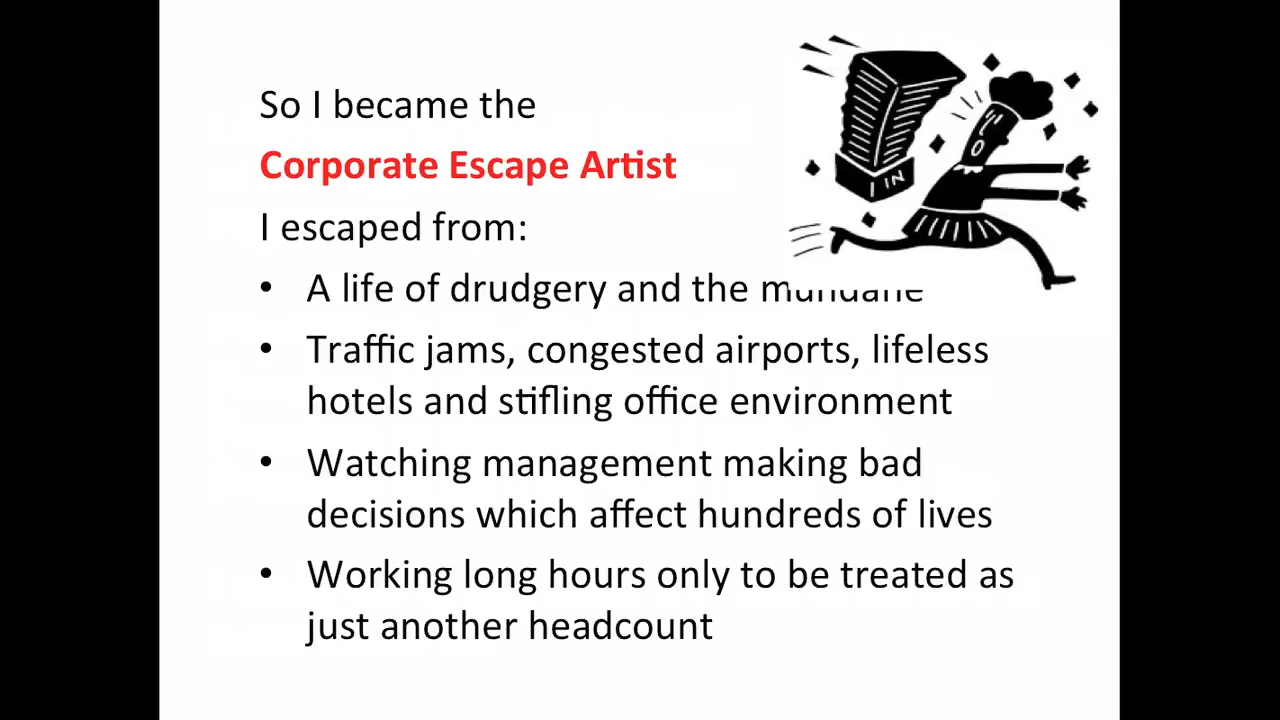 So I became the
Corporate Escape Artist
I escaped from:
• A life of drudgery and the mundane
• Traffic jams, congested airports, lifeless
hotels and stifling office environment
• Watching management making bad
decisions which affect hundreds of lives
• Working long hours only to be treated as
just another headcount
IN